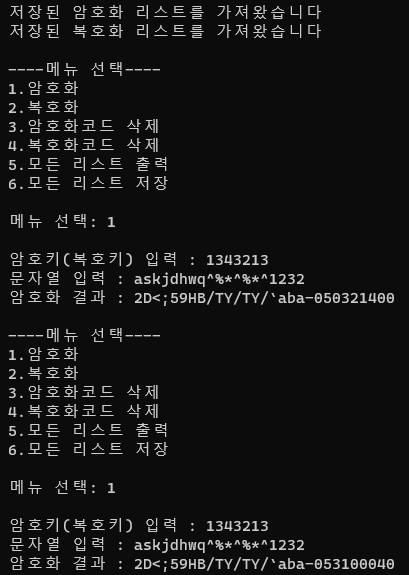 저장된 암호화 리스트를 가져왔습니다
저장된 복호화 리스트를 가져왔습니다
----메뉴 선택----
1.암호화
2.복호화
3.암호화코드 삭제
4.복호화코드 삭제
5.모든 리스트 출력
6.모든 리스트 저장
메뉴 선택: 1
암호키(복호키) 입력 : 1343213
문자열 입력 : askjdhwq^%*^%*^1232
암호화 결과 : 2D<;59HB/TY/TY/`aba-050321400
----메뉴 선택----
1.암호화
2.복호화
3.암호화코드 삭제
4.복호화코드 삭제
5.모든 리스트 출력
6.모든 리스트 저장
메뉴 선택: 1
암호키(복호키) 입력 : 1343213
문자열 입력 : askjdhwq^%*^%*^1232
암호화 결과 : 2D<;59HB/TY/TY/`aba-053100040